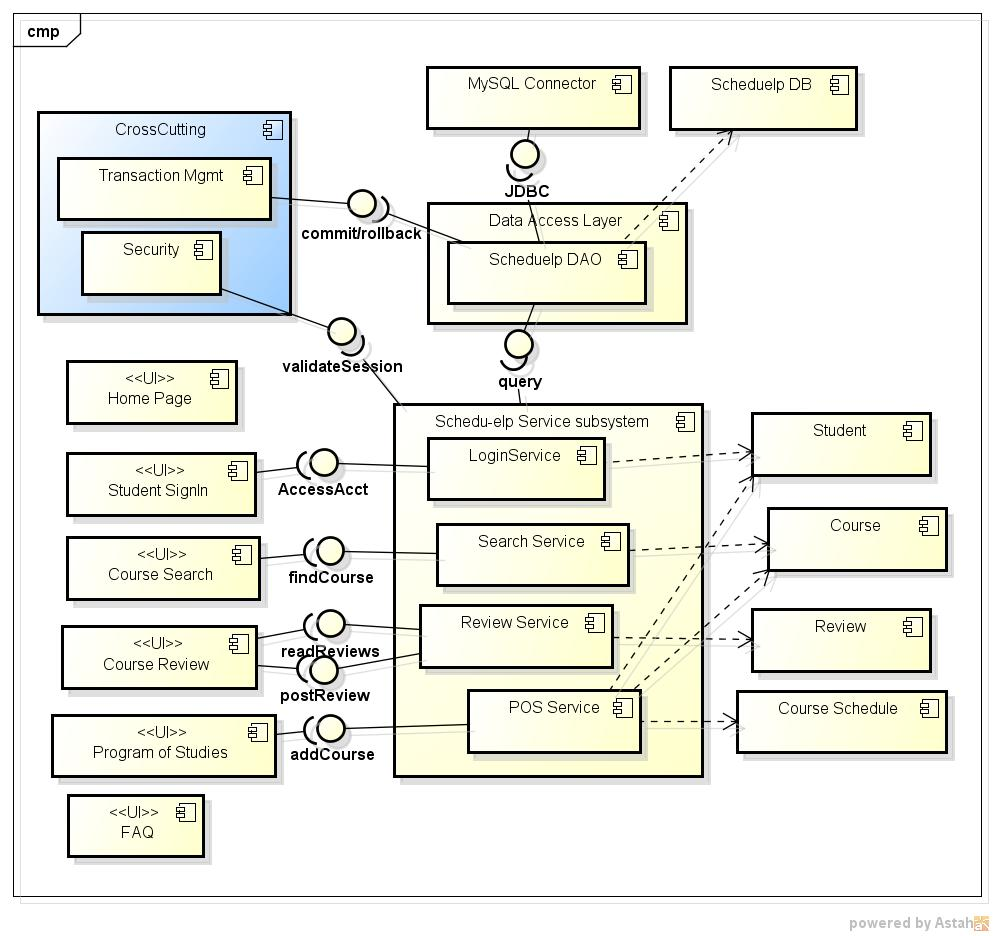 cmp
MySQL Connector
Scheduelp DB
CrossCutting
Transaction Mgmt
Security
JDBC
commit/rollback
Data Access Layer
Scheduelp DAO
validateSession
query
<<UI>>
Home Page
Schedu-elp Service subsystem
LoginService
Student
<<UI>>
Student SignIn
AccessAcct
Search Service
Course
<<UI>>
Course Search
findCourse
Review Service
Review
<<UI>>
Course Review
readReviews
postReview
POS Service
Course Schedule
<<UI>>
Program of Studies
addCourse
<<UI>>
FAQ
powered by Astah